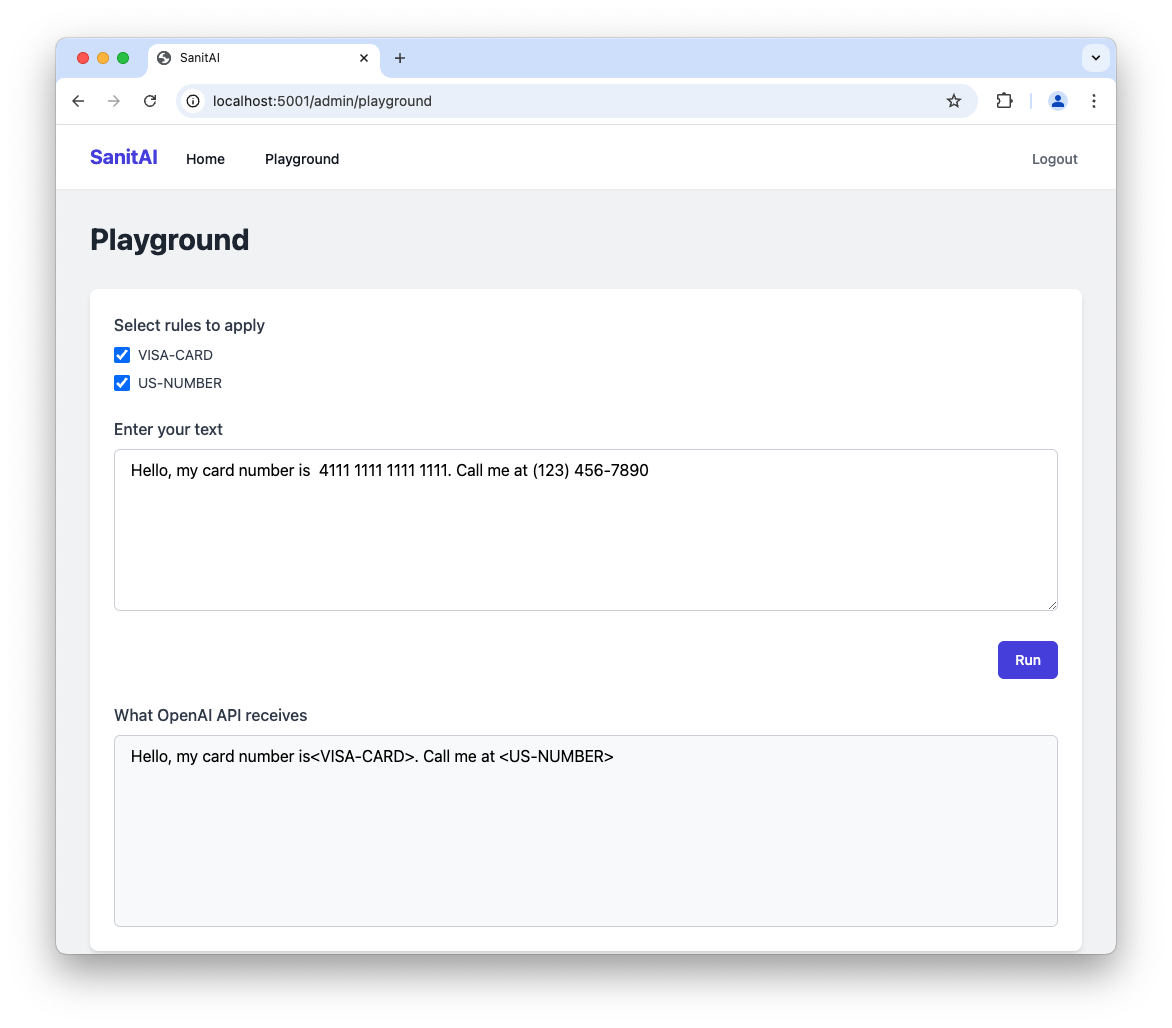 SanitAI
localhost:5001/admin/playground
SanitAI Home Playground Logout
Playground
Select rules to apply
VISA-CARD
US-NUMBER
Enter your text
Hello, my card number is  4111 1111 1111 1111. Call me at (123) 456-7890
Run
What OpenAI API receives
Hello, my card number is<VISA-CARD>. Call me at <US-NUMBER>